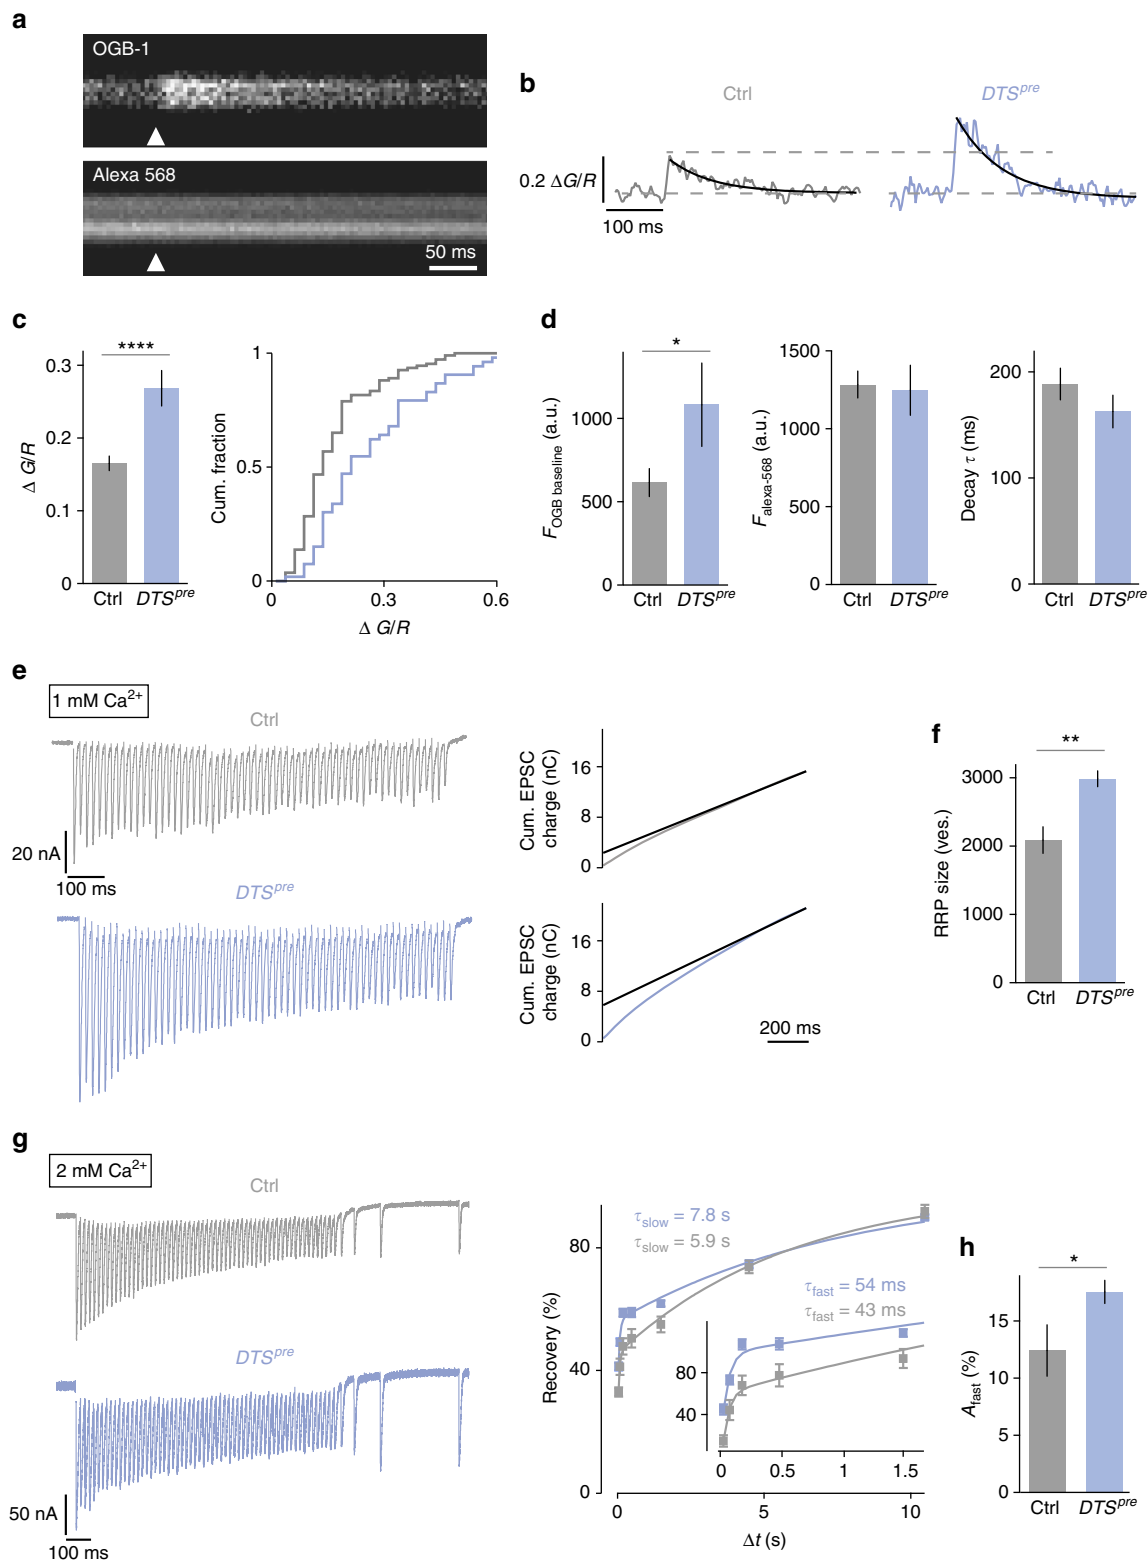 a
OGB-1
Alexa 568
50 ms
b
Ctrl
DTSpre
0.2 ΔG/R
100 ms
c
Δ G/R
0.3
0.2
0.1
0
****
Ctrl
DTSpre
Cum. fraction
1
0.5
0
0
0.3
0.6
Δ G/R
d
FOGB baseline (a.u.)
1000
500
0
*
Ctrl
DTSpre
Falexa-568 (a.u.)
1500
1000
500
0
Ctrl
DTSpre
Decay τ (ms)
200
100
0
Ctrl
DTSpre
e
1 mM Ca2+
Ctrl
20 nA
100 ms
DTSpre
Cum. EPSC
charge (nC)
16
8
0
Cum. EPSC
charge (nC)
16
8
0
200 ms
f
RRP size (ves.)
3000
2000
1000
0
**
Ctrl
DTSpre
g
2 mM Ca2+
Ctrl
DTSpre
50 nA
100 ms
Recovery (%)
80
40
0
τslow = 7.8 s
τslow = 5.9 s
τfast = 54 ms
τfast = 43 ms
80
40
0
0.5
1
1.5
0
5
10
Δt (s)
h
Afast (%)
15
10
5
0
*
Ctrl
DTSpre